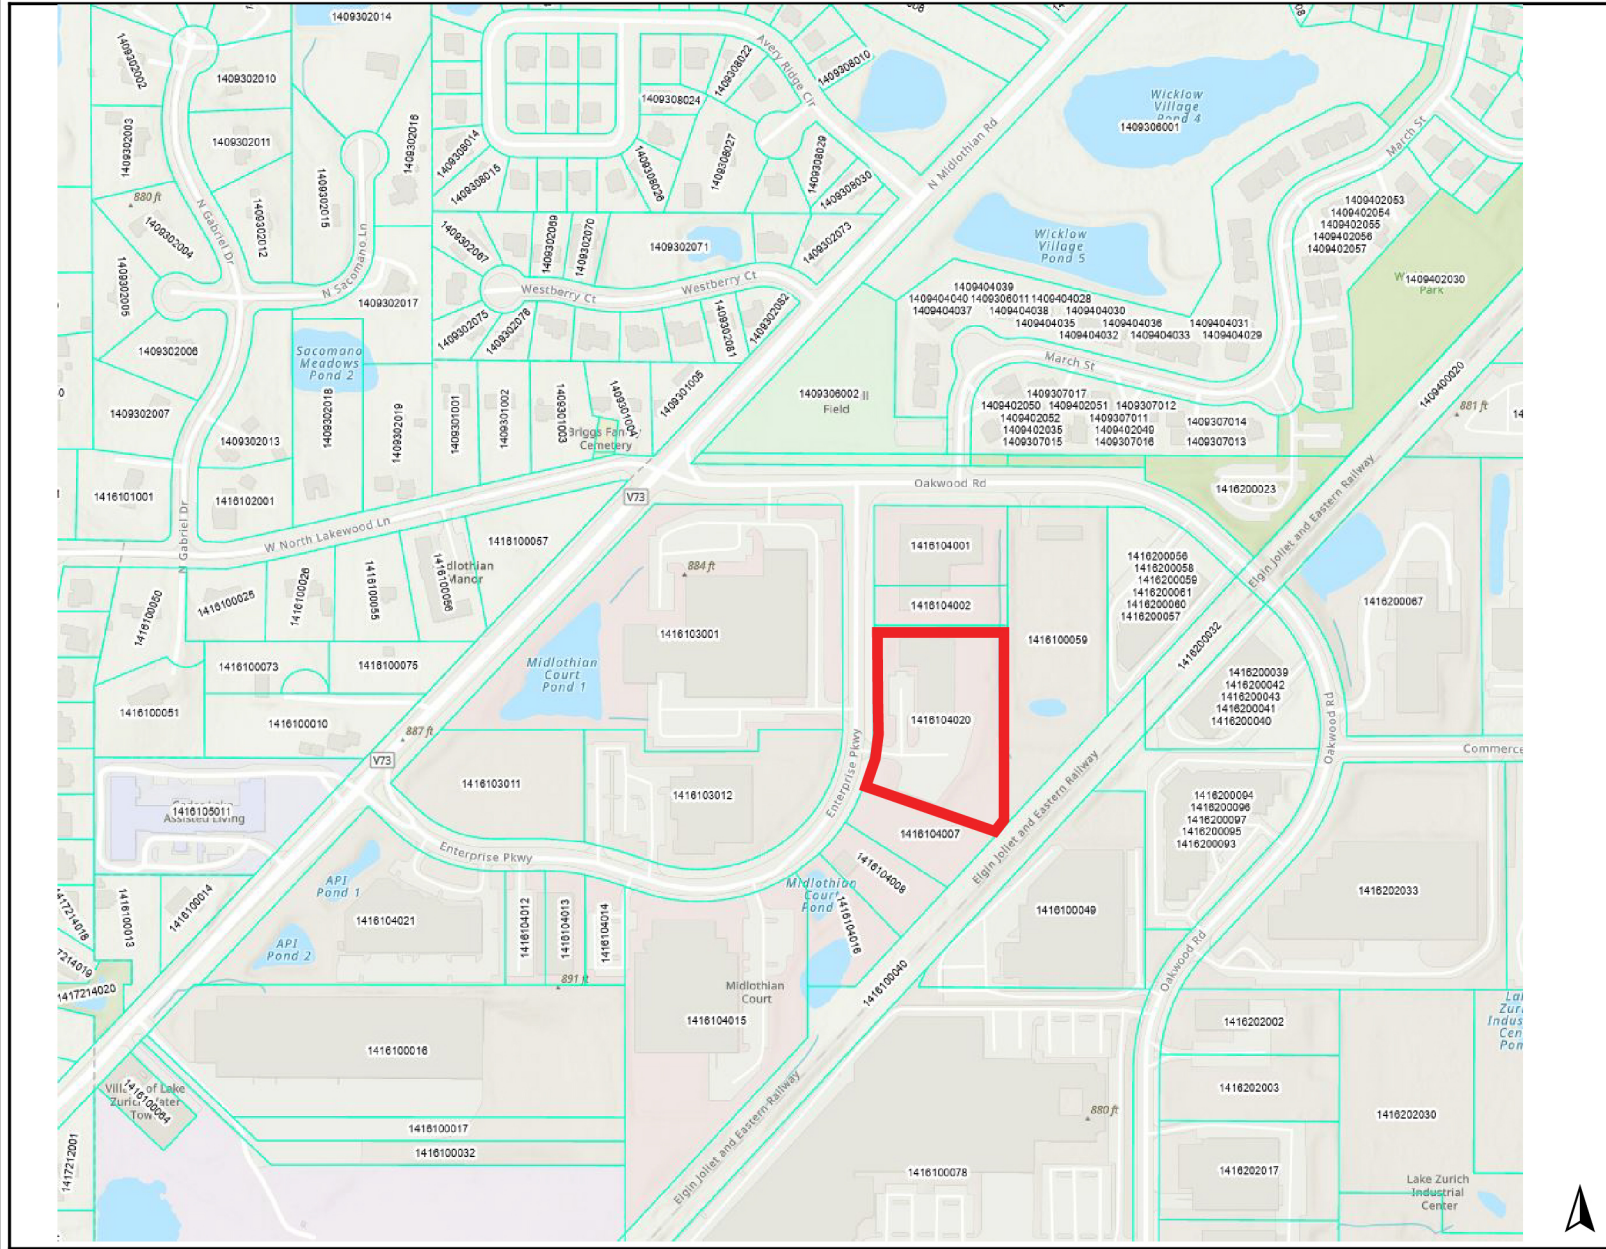 1409302014
1409302002
1409302010
1409302003
1409302011
1409302016
1409302015
880 ft
1409302004
1409302012
N Gabriel Dr
N Sacomano Ln
1409302005
1409302017
1409302006
Sacomano
Meadows
Pond 2
1409302007
1409302013
1409302018
1409302019
1409301001
1409301002
1409301003
1409301004
1409301005
Cemetery
1409308022
Avery Ridge Cir
1409308010
1409308024
1409308014
1409308015
1409308026
1409308027
1409308029
1409308030
1409302067
1409302069
1409302070
1409302071
1409302073
Westberry Ct
Westberry Ct
1409302075
1409302076
1409302081
1409302082
N Midlothian Rd
Wicklow
Village
Pond 4
1409306001
Wicklow
Village
Pond 5
March St
1409402053
1409402054
1409402055
1409402056
1409402057
1409402030
Park
1409404039
1409404040 1409306011 1409404028
1409404037 1409404038 1409404030
1409404035 1409404036 1409404031
1409404032 1409404033 1409404029
March St
1409306002
Field
1409307017
1409402050 1409402051 1409307012
1409402052 1409307011
1409402035 1409402049
1409307015 1409307016
1409307014
1409307013
1409400020
881 ft
1416101001
1416102001
N Gabriel Dr
W North Lakewood Ln
V73
Oakwood Rd
1416200023
Elgin Joliet and Eastern Railway
1416100057
1416100050
1416100025
1416100026
1416100055
1416100056
Manor
884 ft
1416103001
1416104001
1416104002
1416100059
1416200056
1416200058
1416200059
1416200061
1416200060
1416200057
1416200067
1416200032
1416100073
1416100075
1416100051
1416100010
887 ft
V73
Midlothian
Court
Pond 1
1416104020
1416200039
1416200042
1416200043
1416200041
1416200040
Oakwood Rd
Commerce
1416103011
1416103012
Enterprise Pkwy
1416105011
Assisted Living
1416104007
Elgin Joliet and Eastern Railway
1416200094
1416200096
1416200097
1416200095
1416200093
Enterprise Pkwy
1416104008
Midlothian
Court
Pond
1416104016
API
Pond 1
1416100013
1416100014
1416104021
1416104012
1416104013
1416104014
API
Pond 2
891 ft
1416100049
1416202033
Oakwood Rd
1417214020
1416100040
Midlothian
Court
1416104015
1416100016
1416202002
1416100064
1416100017
1416100032
1417212001
Elgin Joliet and Eastern Railway
880 ft
1416100078
1416202003
1416202030
1416202017
Lake Zurich
Industrial
Center